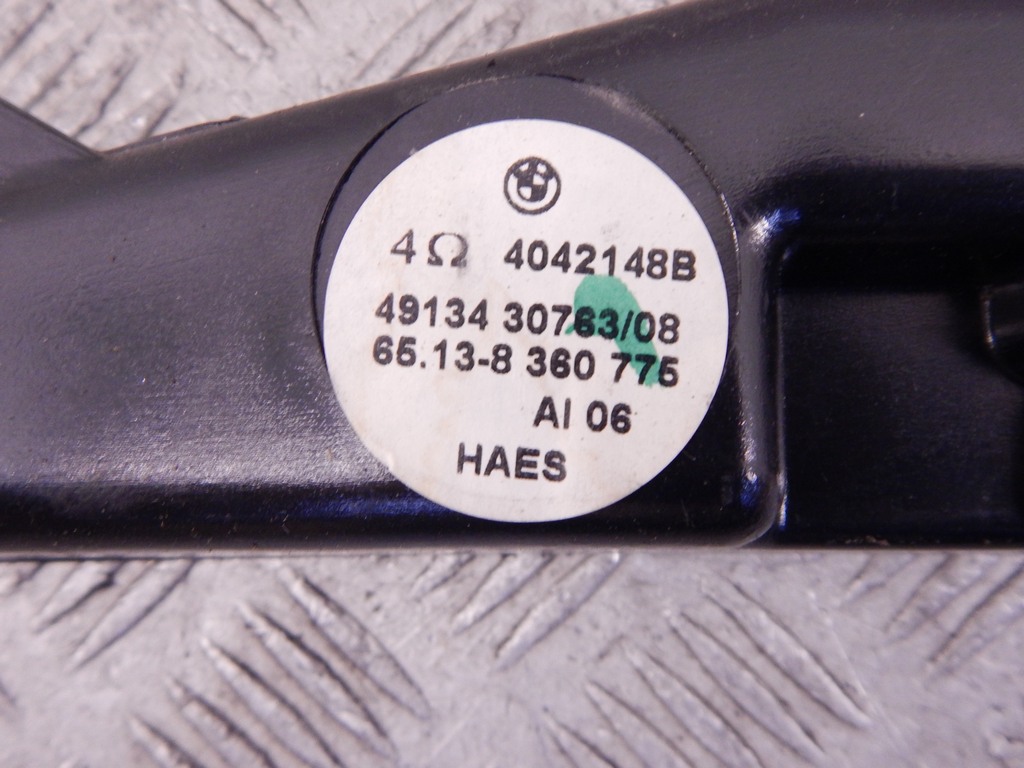 4Ω 4042148B
49134 30763/08
65.13-8 360 775
AI 06
HAES